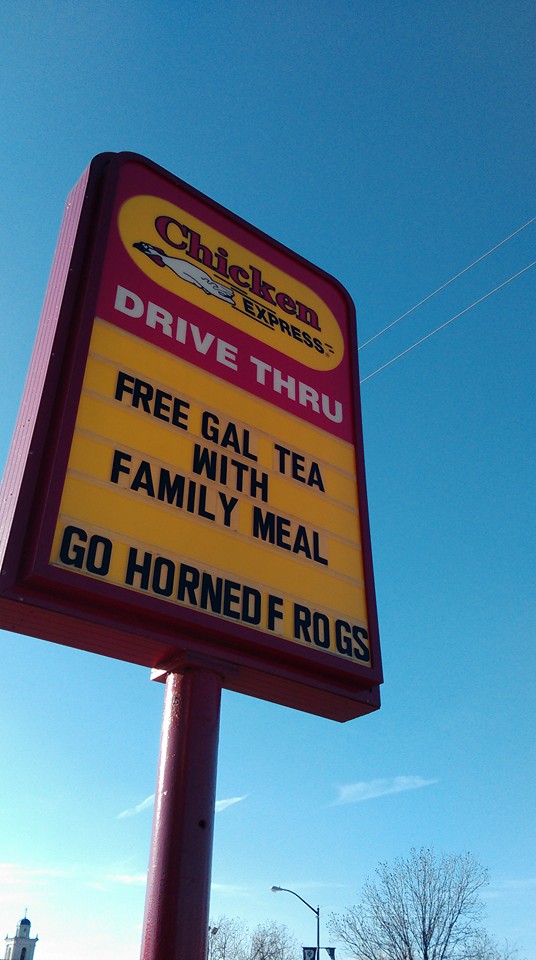 Chicken
EXPRESS
DRIVE THRU
FREE GAL TEA
WITH
FAMILY MEAL
GO HORNED F ROGS